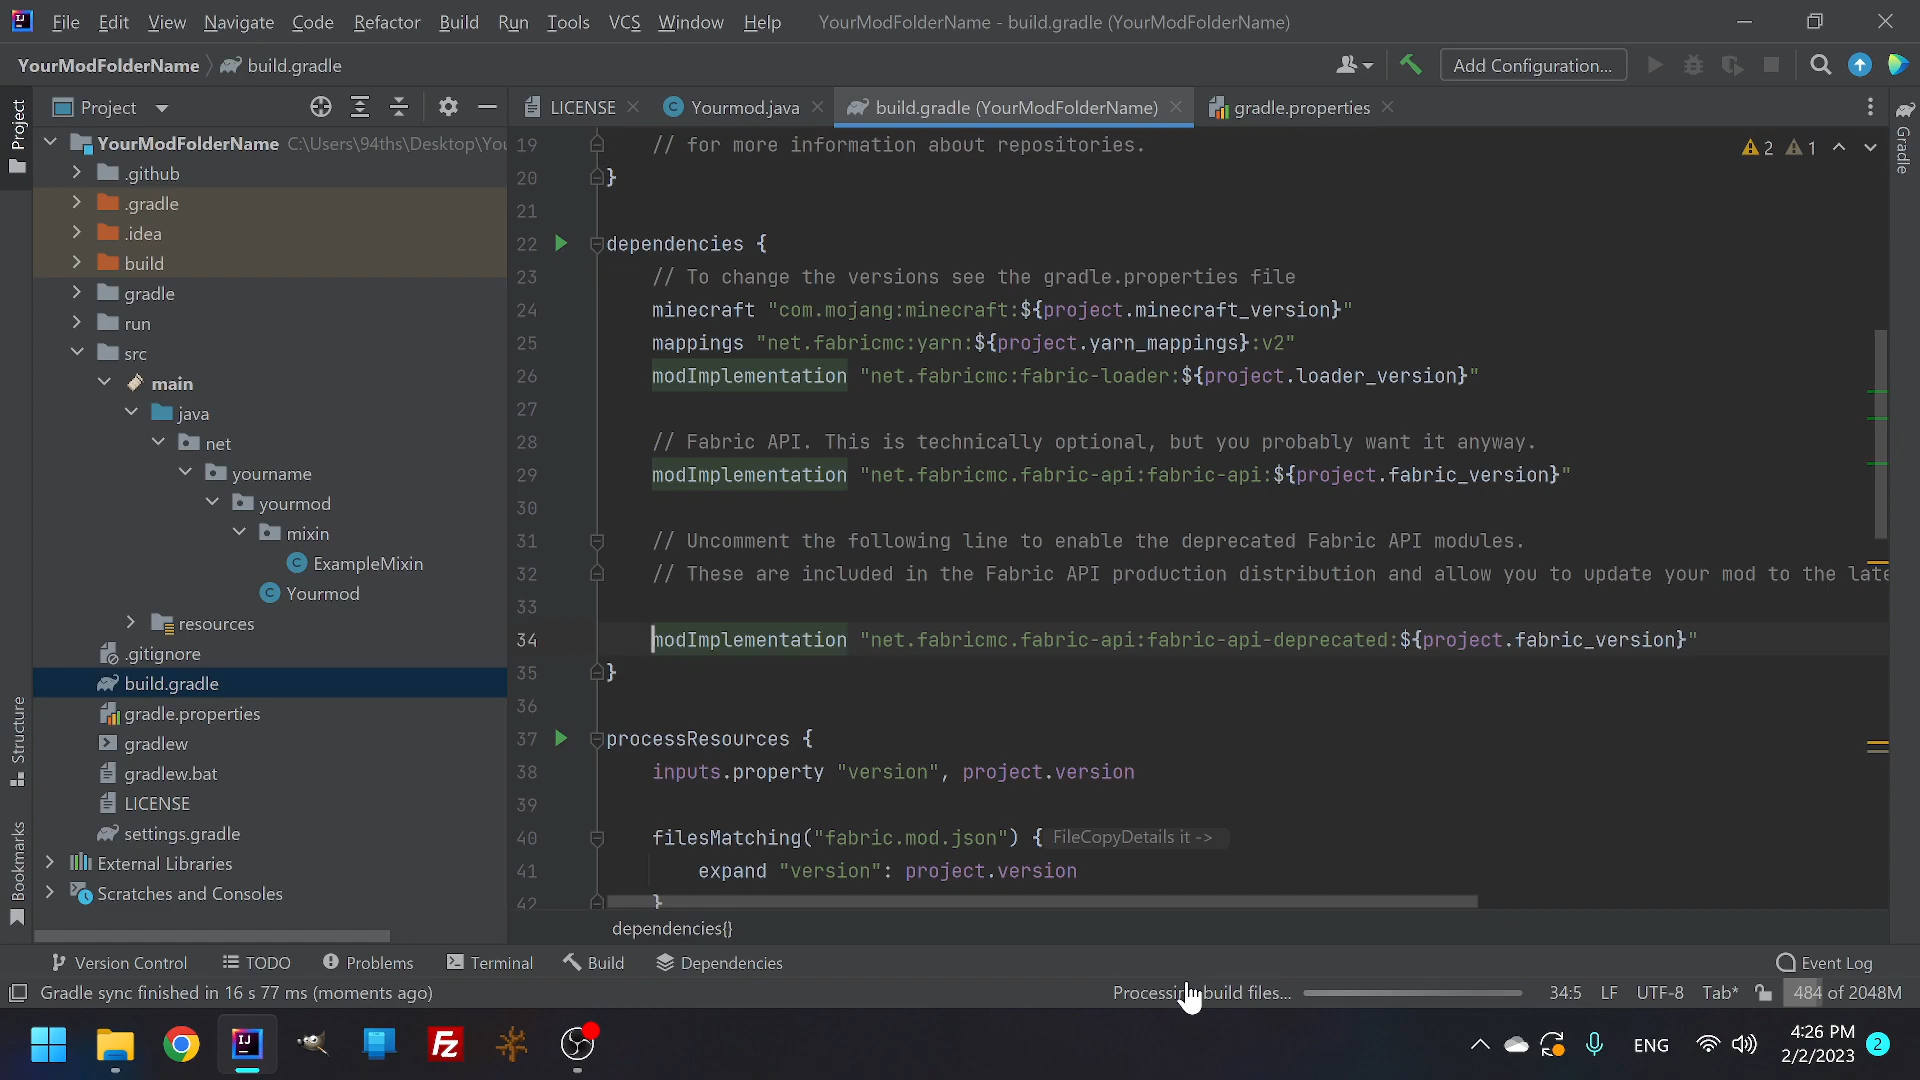 File Edit View Navigate Code Refactor Build Run Tools VCS Window Help YourModFolderName - build.gradle (YourModFolderName)
YourModFolderName build.gradle Add Configuration...
Project LICENSE Yourmod.java build.gradle (YourModFolderName) gradle.properties
Project
Structure
Bookmarks
Gradle
YourModFolderName C:\Users\94ths\Desktop\You
.github
.gradle
.idea
build
gradle
run
src
main
java
net
yourname
yourmod
mixin
ExampleMixin
Yourmod
resources
.gitignore
build.gradle
gradle.properties
gradlew
gradlew.bat
LICENSE
settings.gradle
External Libraries
Scratches and Consoles
2 1
19 // for more information about repositories.
20 }
21
22 dependencies {
23 // To change the versions see the gradle.properties file
24 minecraft "com.mojang:minecraft:${project.minecraft_version}"
25 mappings "net.fabricmc:yarn:${project.yarn_mappings}:v2"
26 modImplementation "net.fabricmc:fabric-loader:${project.loader_version}"
27
28 // Fabric API. This is technically optional, but you probably want it anyway.
29 modImplementation "net.fabricmc.fabric-api:fabric-api:${project.fabric_version}"
30
31 // Uncomment the following line to enable the deprecated Fabric API modules.
32 // These are included in the Fabric API production distribution and allow you to update your mod to the late
33
34 modImplementation "net.fabricmc.fabric-api:fabric-api-deprecated:${project.fabric_version}"
35 }
36
37 processResources {
38 inputs.property "version", project.version
39
40 filesMatching("fabric.mod.json") { FileCopyDetails it ->
41 expand "version": project.version
42 }
dependencies{}
Version Control TODO Problems Terminal Build Dependencies Event Log
Gradle sync finished in 16 s 77 ms (moments ago) Processing build files... 34:5 LF UTF-8 Tab* 484 of 2048M
ENG 4:26 PM
2/2/2023 2